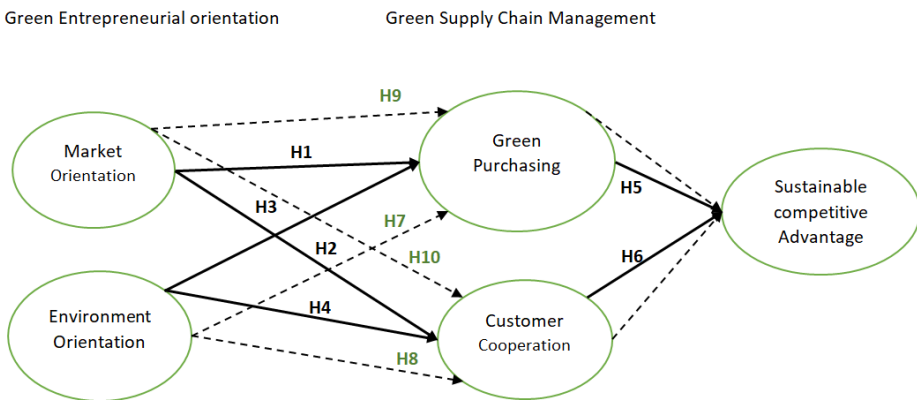 Green Entrepreneurial orientation
Green Supply Chain Management
H9
Market
Orientation
H1
Green
Purchasing
H3
H7
H5
Sustainable
competitive
Advantage
H2
H10
H6
Environment
Orientation
H4
Customer
Cooperation
H8